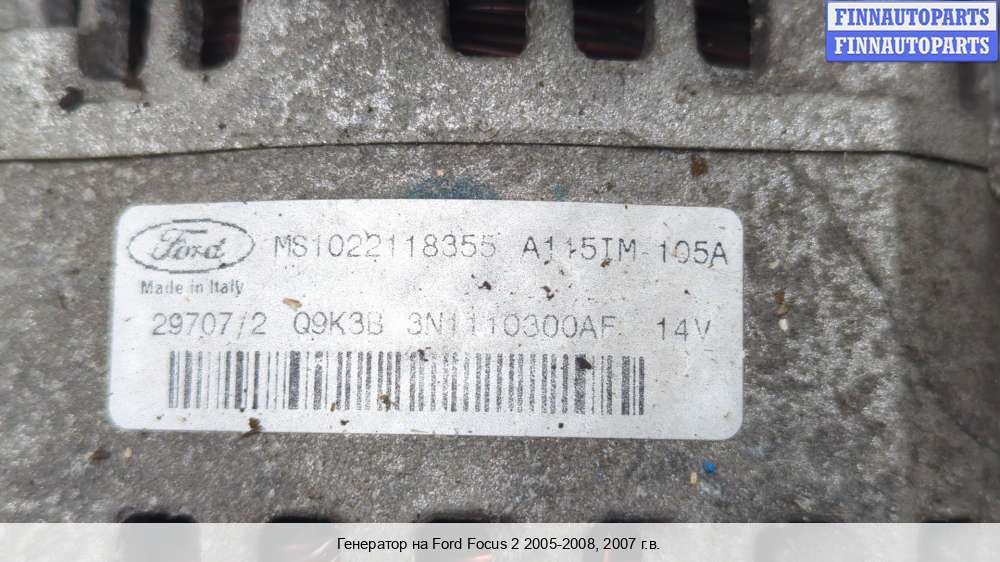 FINNAUTOPARTS
FINNAUTOPARTS
Ford MS1022118355 A115IM 105A
Made in Italy
29707/2 Q9K3B 3N1110300AF 14V
Генератор на Ford Focus 2 2005-2008, 2007 г.в.